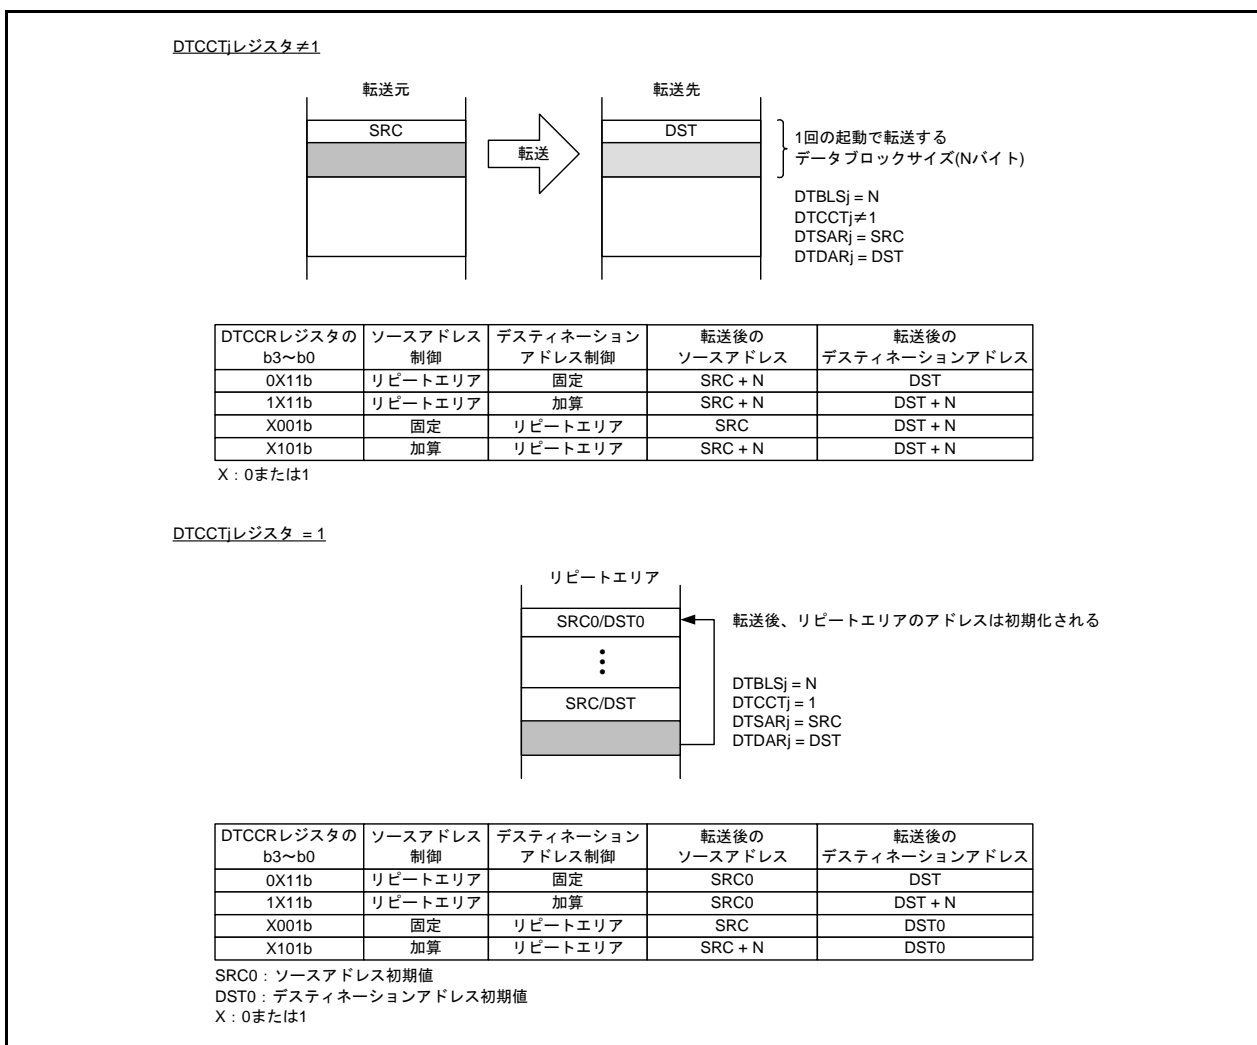 DTCCTjレジスタ≠1
転送元
転送先
SRC
DST
転送
1回の起動で転送する
データブロックサイズ(Nバイト)
DTBLSj = N
DTCCTj≠1
DTSARj = SRC
DTDARj = DST
DTCCRレジスタの b3～b0 ソースアドレス 制御 デスティネーション アドレス制御 転送後の ソースアドレス 転送後の デスティネーションアドレス
0X11b リピートエリア 固定 SRC + N DST
1X11b リピートエリア 加算 SRC + N DST + N
X001b 固定 リピートエリア SRC DST + N
X101b 加算 リピートエリア SRC + N DST + N
X：0または1
DTCCTjレジスタ = 1
リピートエリア
SRC0/DST0
転送後、リピートエリアのアドレスは初期化される
SRC/DST
DTBLSj = N
DTCCTj = 1
DTSARj = SRC
DTDARj = DST
DTCCRレジスタの b3～b0 ソースアドレス 制御 デスティネーション アドレス制御 転送後の ソースアドレス 転送後の デスティネーションアドレス
0X11b リピートエリア 固定 SRC0 DST
1X11b リピートエリア 加算 SRC0 DST + N
X001b 固定 リピートエリア SRC DST0
X101b 加算 リピートエリア SRC + N DST0
SRC0：ソースアドレス初期値
DST0：デスティネーションアドレス初期値
X：0または1